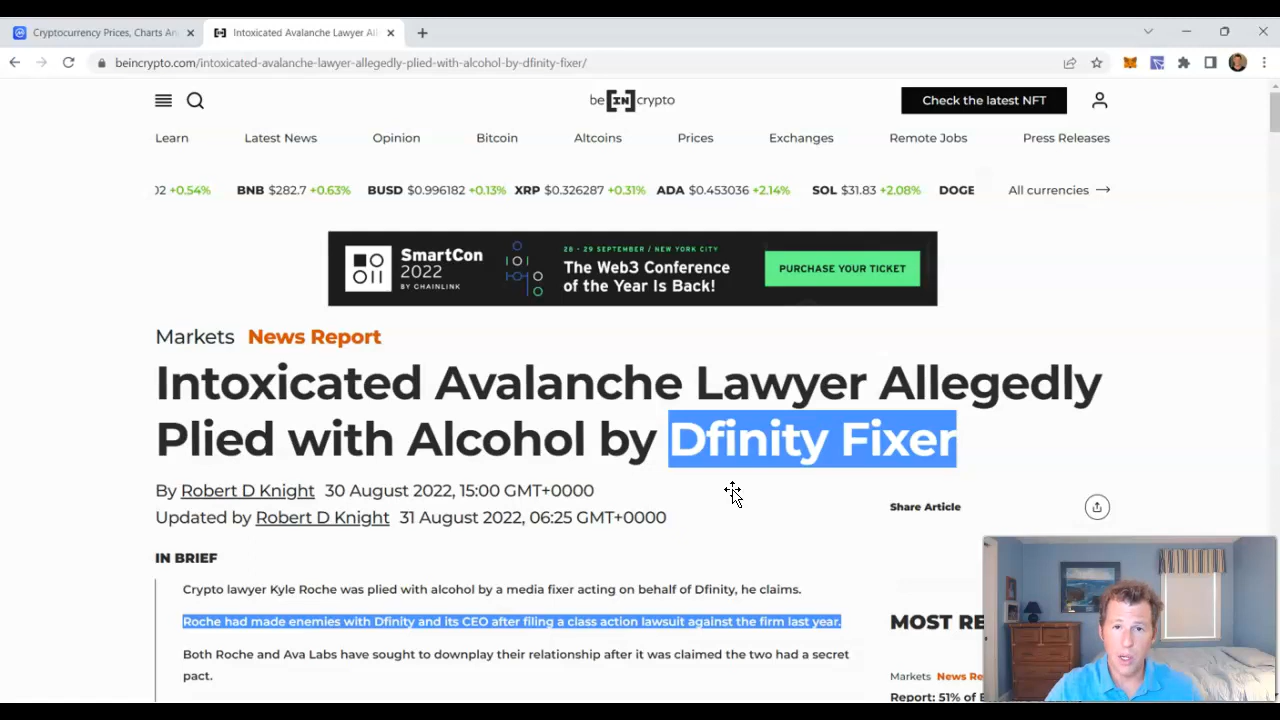 Cryptocurrency Prices, Charts An
Intoxicated Avalanche Lawyer Al
beincrypto.com/intoxicated-avalanche-lawyer-allegedly-plied-with-alcohol-by-dfinity-fixer/
be[IN]crypto
Check the latest NFT
Learn Latest News Opinion Bitcoin Altcoins Prices Exchanges Remote Jobs Press Releases
02 +0.54% BNB $282.7 +0.63% BUSD $0.996182 +0.13% XRP $0.326287 +0.31% ADA $0.453036 +2.14% SOL $31.83 +2.08% DOGE All currencies →
SmartCon
2022
BY CHAINLINK
28 - 29 SEPTEMBER / NEW YORK CITY
The Web3 Conference
of the Year Is Back!
PURCHASE YOUR TICKET
Markets News Report
Intoxicated Avalanche Lawyer Allegedly
Plied with Alcohol by Dfinity Fixer
By Robert D Knight 30 August 2022, 15:00 GMT+0000
Updated by Robert D Knight 31 August 2022, 06:25 GMT+0000
Share Article
IN BRIEF
Crypto lawyer Kyle Roche was plied with alcohol by a media fixer acting on behalf of Dfinity, he claims.
Roche had made enemies with Dfinity and its CEO after filing a class action lawsuit against the firm last year.
Both Roche and Ava Labs have sought to downplay their relationship after it was claimed the two had a secret
pact.
MOST RE
Markets News Re
Report: 51% of B